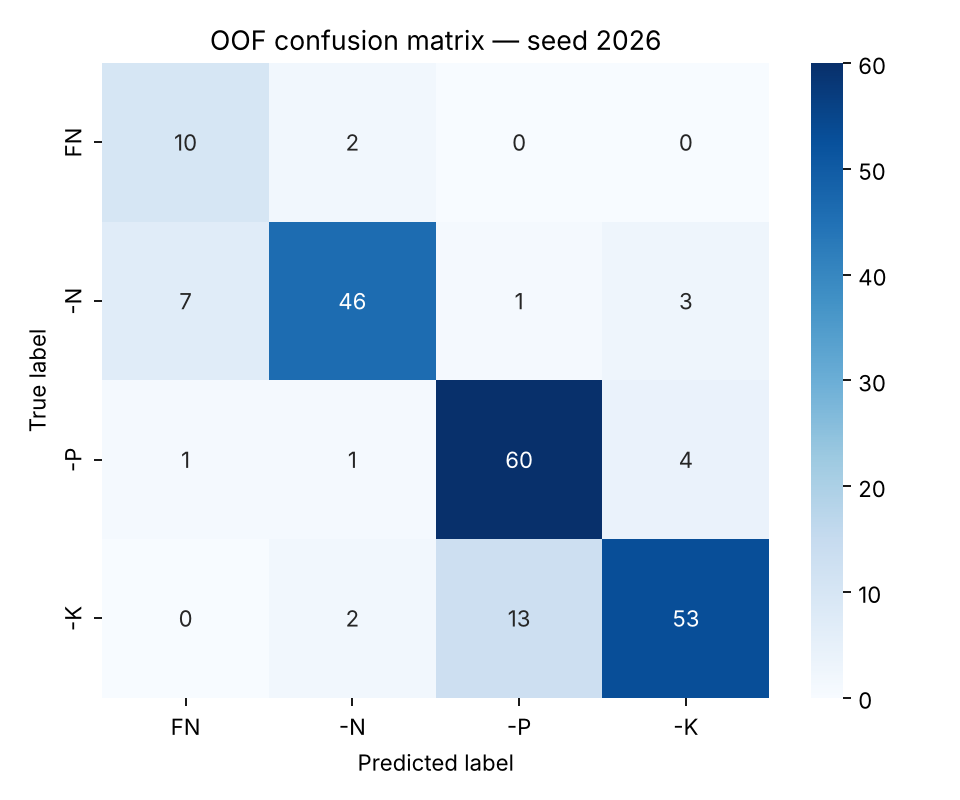 OOF confusion matrix — seed 2026
True label
FN
10 2 0 0
-N
7 46 1 3
-P
1 1 60 4
-K
0 2 13 53
FN -N -P -K
Predicted label
60
50
40
30
20
10
0